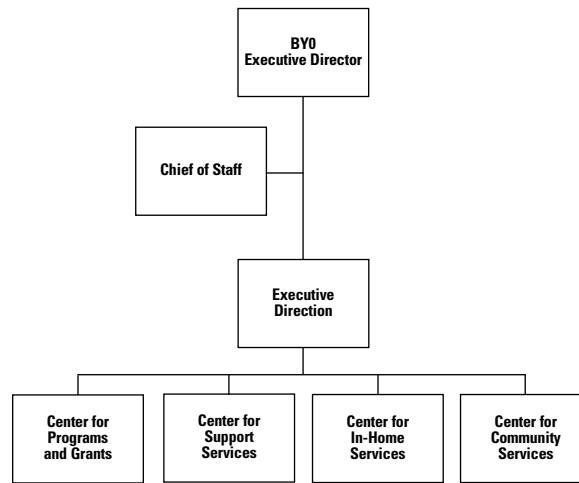 BY0
Executive Director
Chief of Staff
Executive
Direction
Center for
Programs
and Grants
Center for
Support
Services
Center for
In-Home
Services
Center for
Community
Services